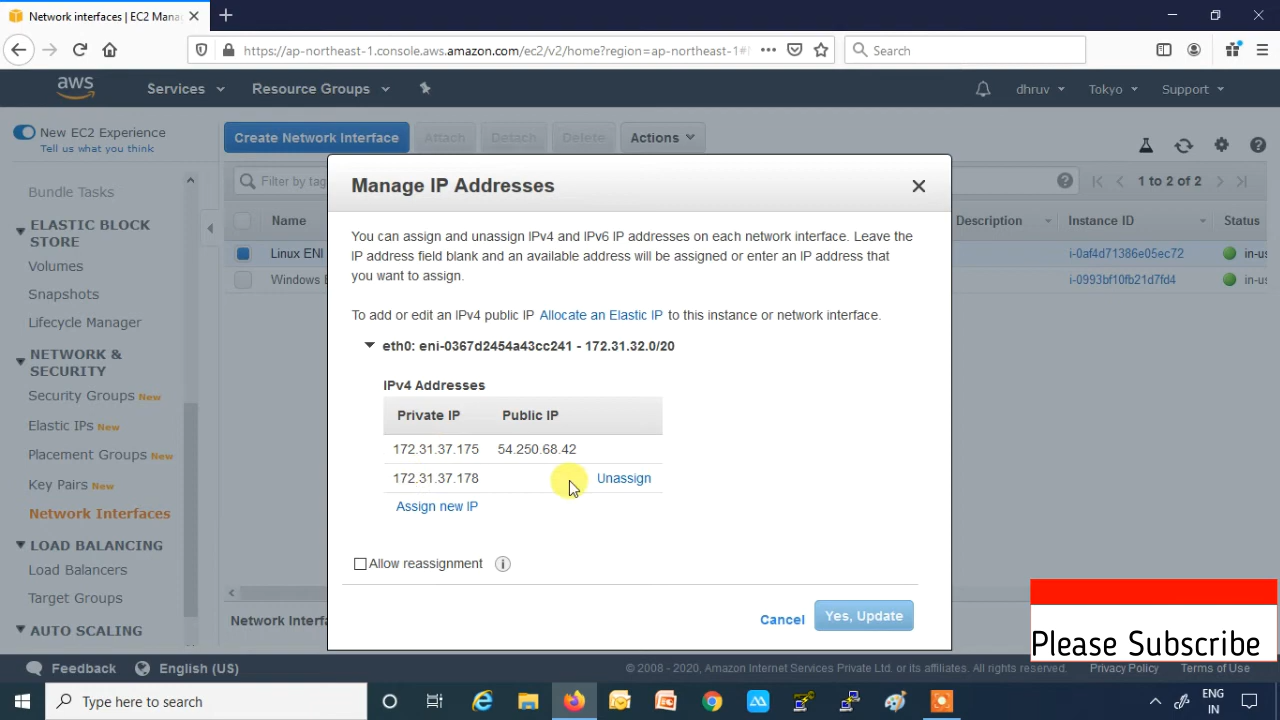 Network interfaces | EC2 Mana
https://ap-northeast-1.console.aws.amazon.com/ec2/v2/home?region=ap-northeast-1#
Search
aws
Services
Resource Groups
dhruv
Tokyo
Support
New EC2 Experience
Tell us what you think
Create Network Interface
Attach
Detach
Delete
Actions
Bundle Tasks
ELASTIC BLOCK
STORE
Volumes
Snapshots
Lifecycle Manager
NETWORK &
SECURITY
Security Groups New
Elastic IPs New
Placement Groups New
Key Pairs New
Network Interfaces
LOAD BALANCING
Load Balancers
Target Groups
AUTO SCALING
Filter by tag
1 to 2 of 2
Name
Description
Instance ID
Status
Linux ENI
i-0af4d71386e05ec72
in-us
Windows E
i-0993bf10fb21d7fd4
in-us
Network Interf
Manage IP Addresses
You can assign and unassign IPv4 and IPv6 IP addresses on each network interface. Leave the
IP address field blank and an available address will be assigned or enter an IP address that
you want to assign.
To add or edit an IPv4 public IP Allocate an Elastic IP to this instance or network interface.
eth0: eni-0367d2454a43cc241 - 172.31.32.0/20
IPv4 Addresses
Private IP
Public IP
172.31.37.175
54.250.68.42
172.31.37.178
Unassign
Assign new IP
Allow reassignment
Cancel
Yes, Update
Please Subscribe
Feedback
English (US)
© 2008 - 2020, Amazon Internet Services Private Ltd. or its affiliates. All rights reserved.
Privacy Policy
Terms of Use
Type here to search
ENG
IN